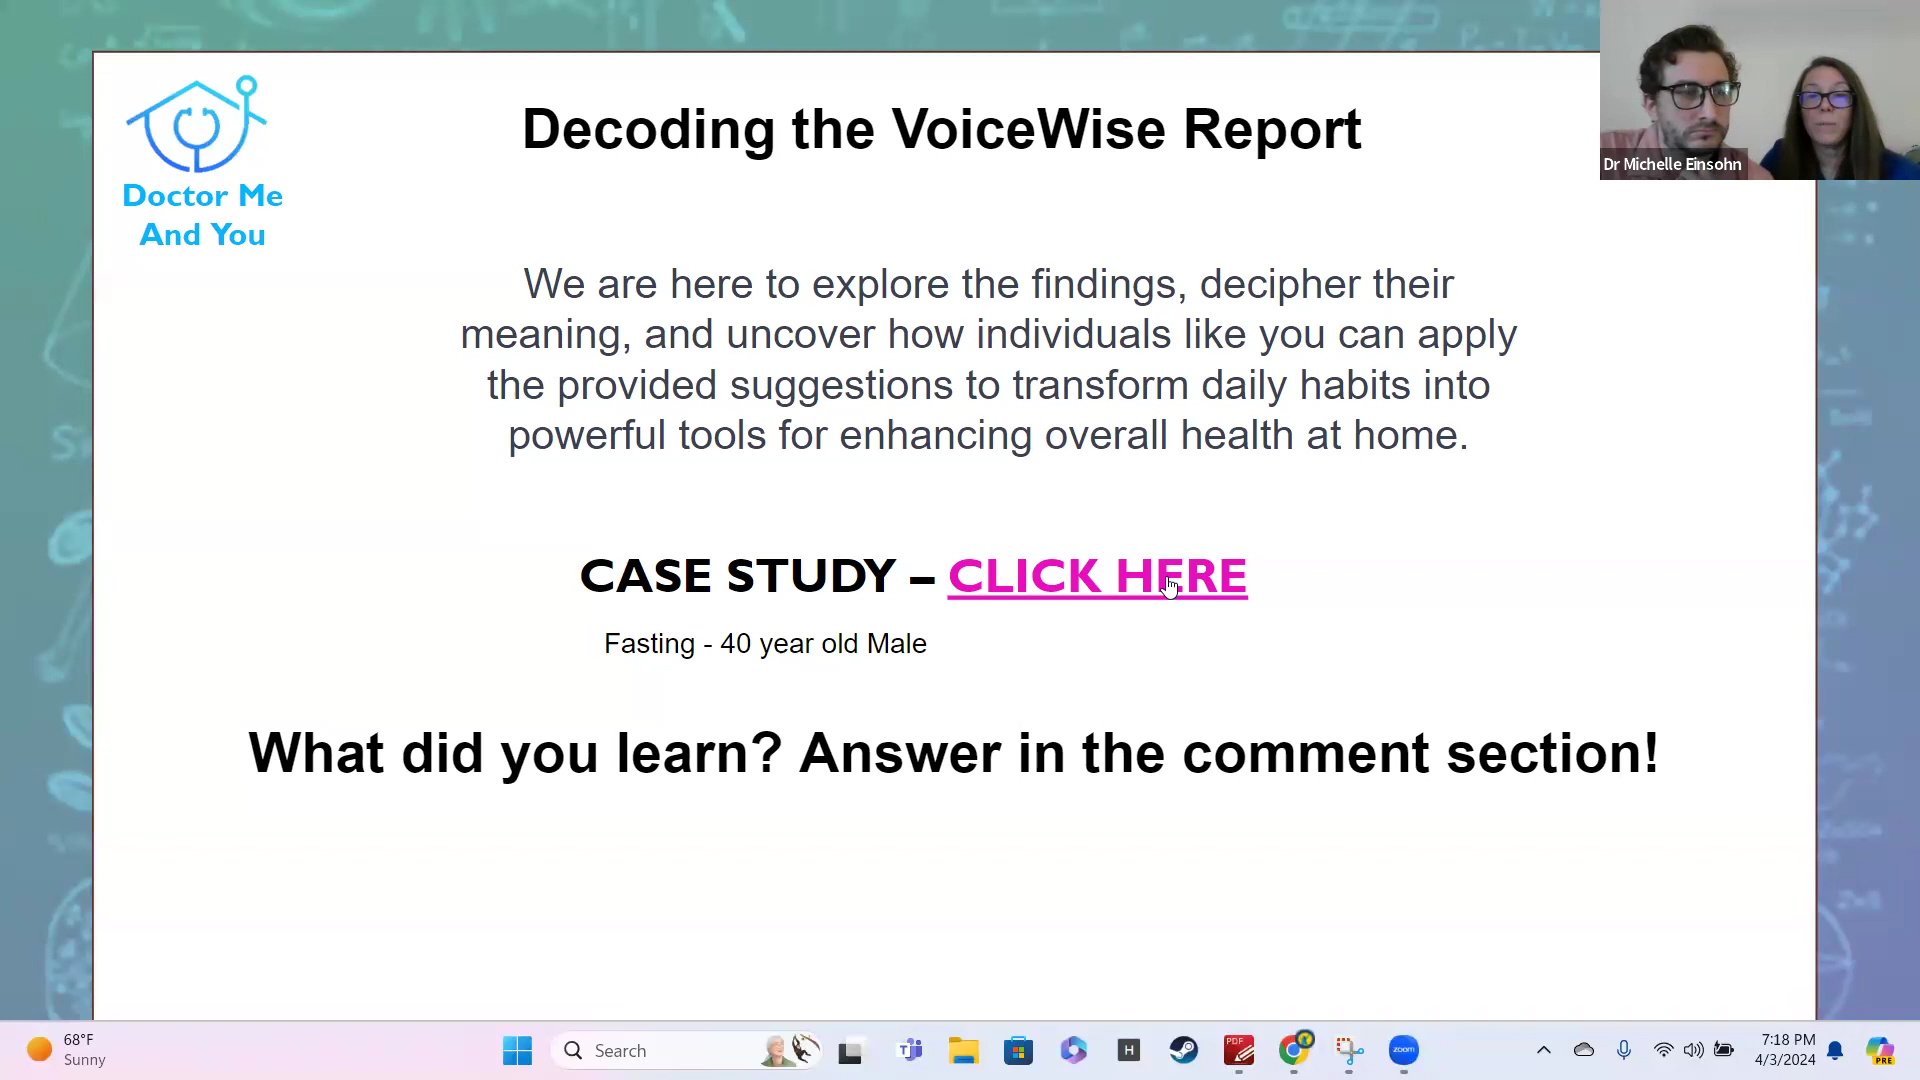 Decoding the VoiceWise Report
Dr Michelle Einsohn
Doctor Me
And You
We are here to explore the findings, decipher their
meaning, and uncover how individuals like you can apply
the provided suggestions to transform daily habits into
powerful tools for enhancing overall health at home.
CASE STUDY – CLICK HERE
Fasting - 40 year old Male
What did you learn? Answer in the comment section!
68°F
Sunny
Search
H
PDF
zoom
7:18 PM
4/3/2024
PRE